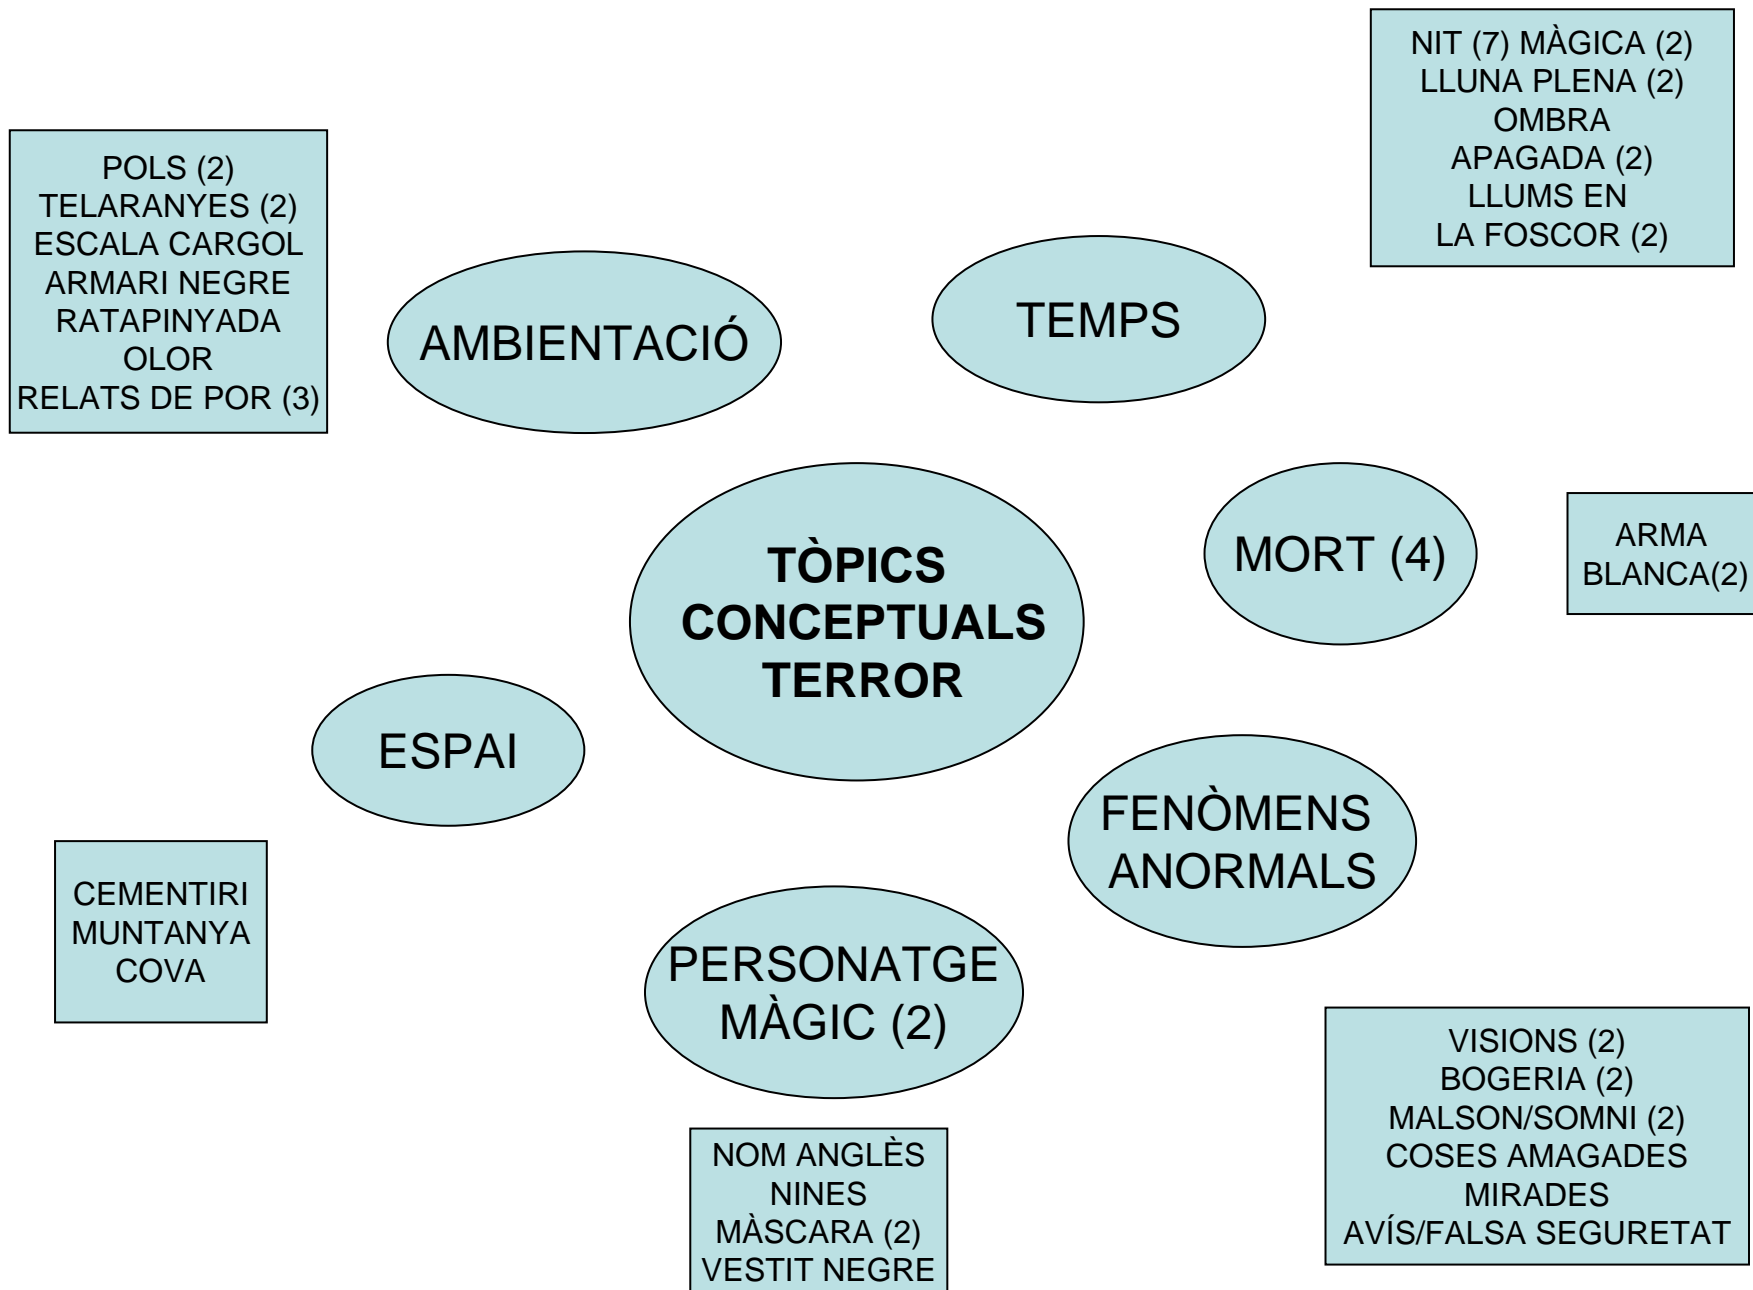 NIT (7) MÀGICA (2)
LLUNA PLENA (2)
OMBRA
APAGADA (2)
LLUMS EN
LA FOSCOR (2)
POLS (2)
TELARANYES (2)
ESCALA CARGOL
ARMARI NEGRE
RATAPINYADA
OLOR
RELATS DE POR (3)
AMBIENTACIÓ
TEMPS
TÒPICS
CONCEPTUALS
TERROR
MORT (4)
ARMA
BLANCA(2)
ESPAI
FENÒMENS
ANORMALS
CEMENTIRI
MUNTANYA
COVA
PERSONATGE
MÀGIC (2)
NOM ANGLÈS
NINES
MÀSCARA (2)
VESTIT NEGRE
VISIONS (2)
BOGERIA (2)
MALSON/SOMNI (2)
COSES AMAGADES
MIRADES
AVÍS/FALSA SEGURETAT